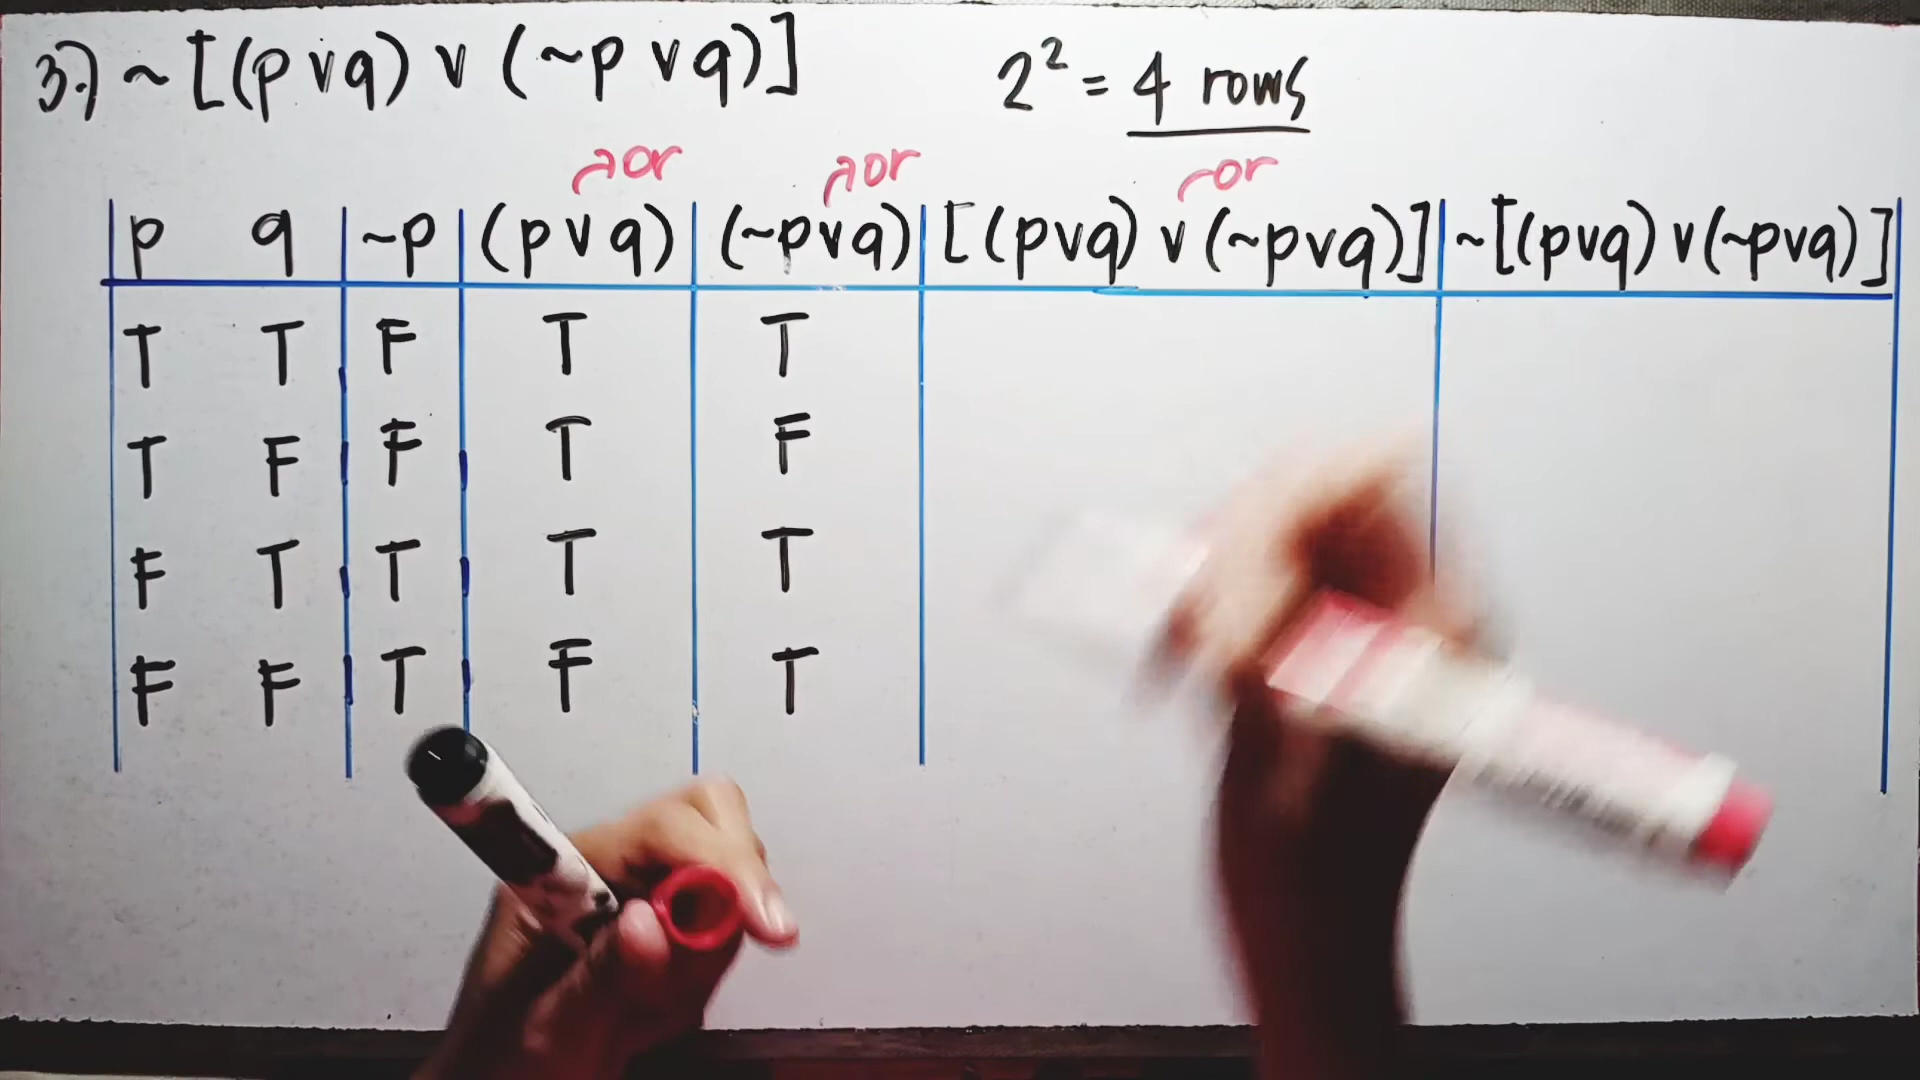 3.) ~[(p∨q) ∨ (~p ∨q)] 2² = 4 rows
or or or
p q ~p (p∨q) (~p∨q) [(p∨q) ∨ (~p∨q)] ~[(p∨q) ∨(~p∨q)]
T T F T T
T F F T F
F T T T T
F F T F T